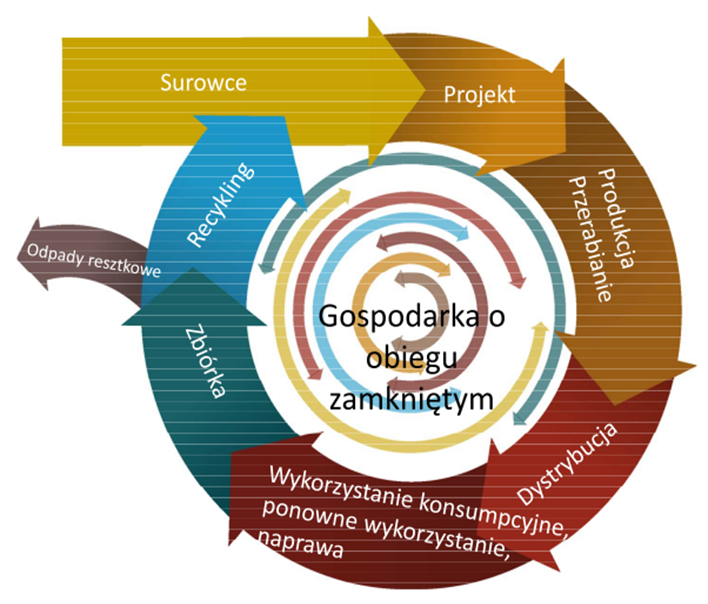 Surowce
Projekt
Produkcja
Przerabianie
Dystrybucja
Wykorzystanie konsumpcyjne,
ponowne wykorzystanie,
naprawa
Zbiórka
Recykling
Odpady resztkowe
Gospodarka o
obiegu
zamkniętym